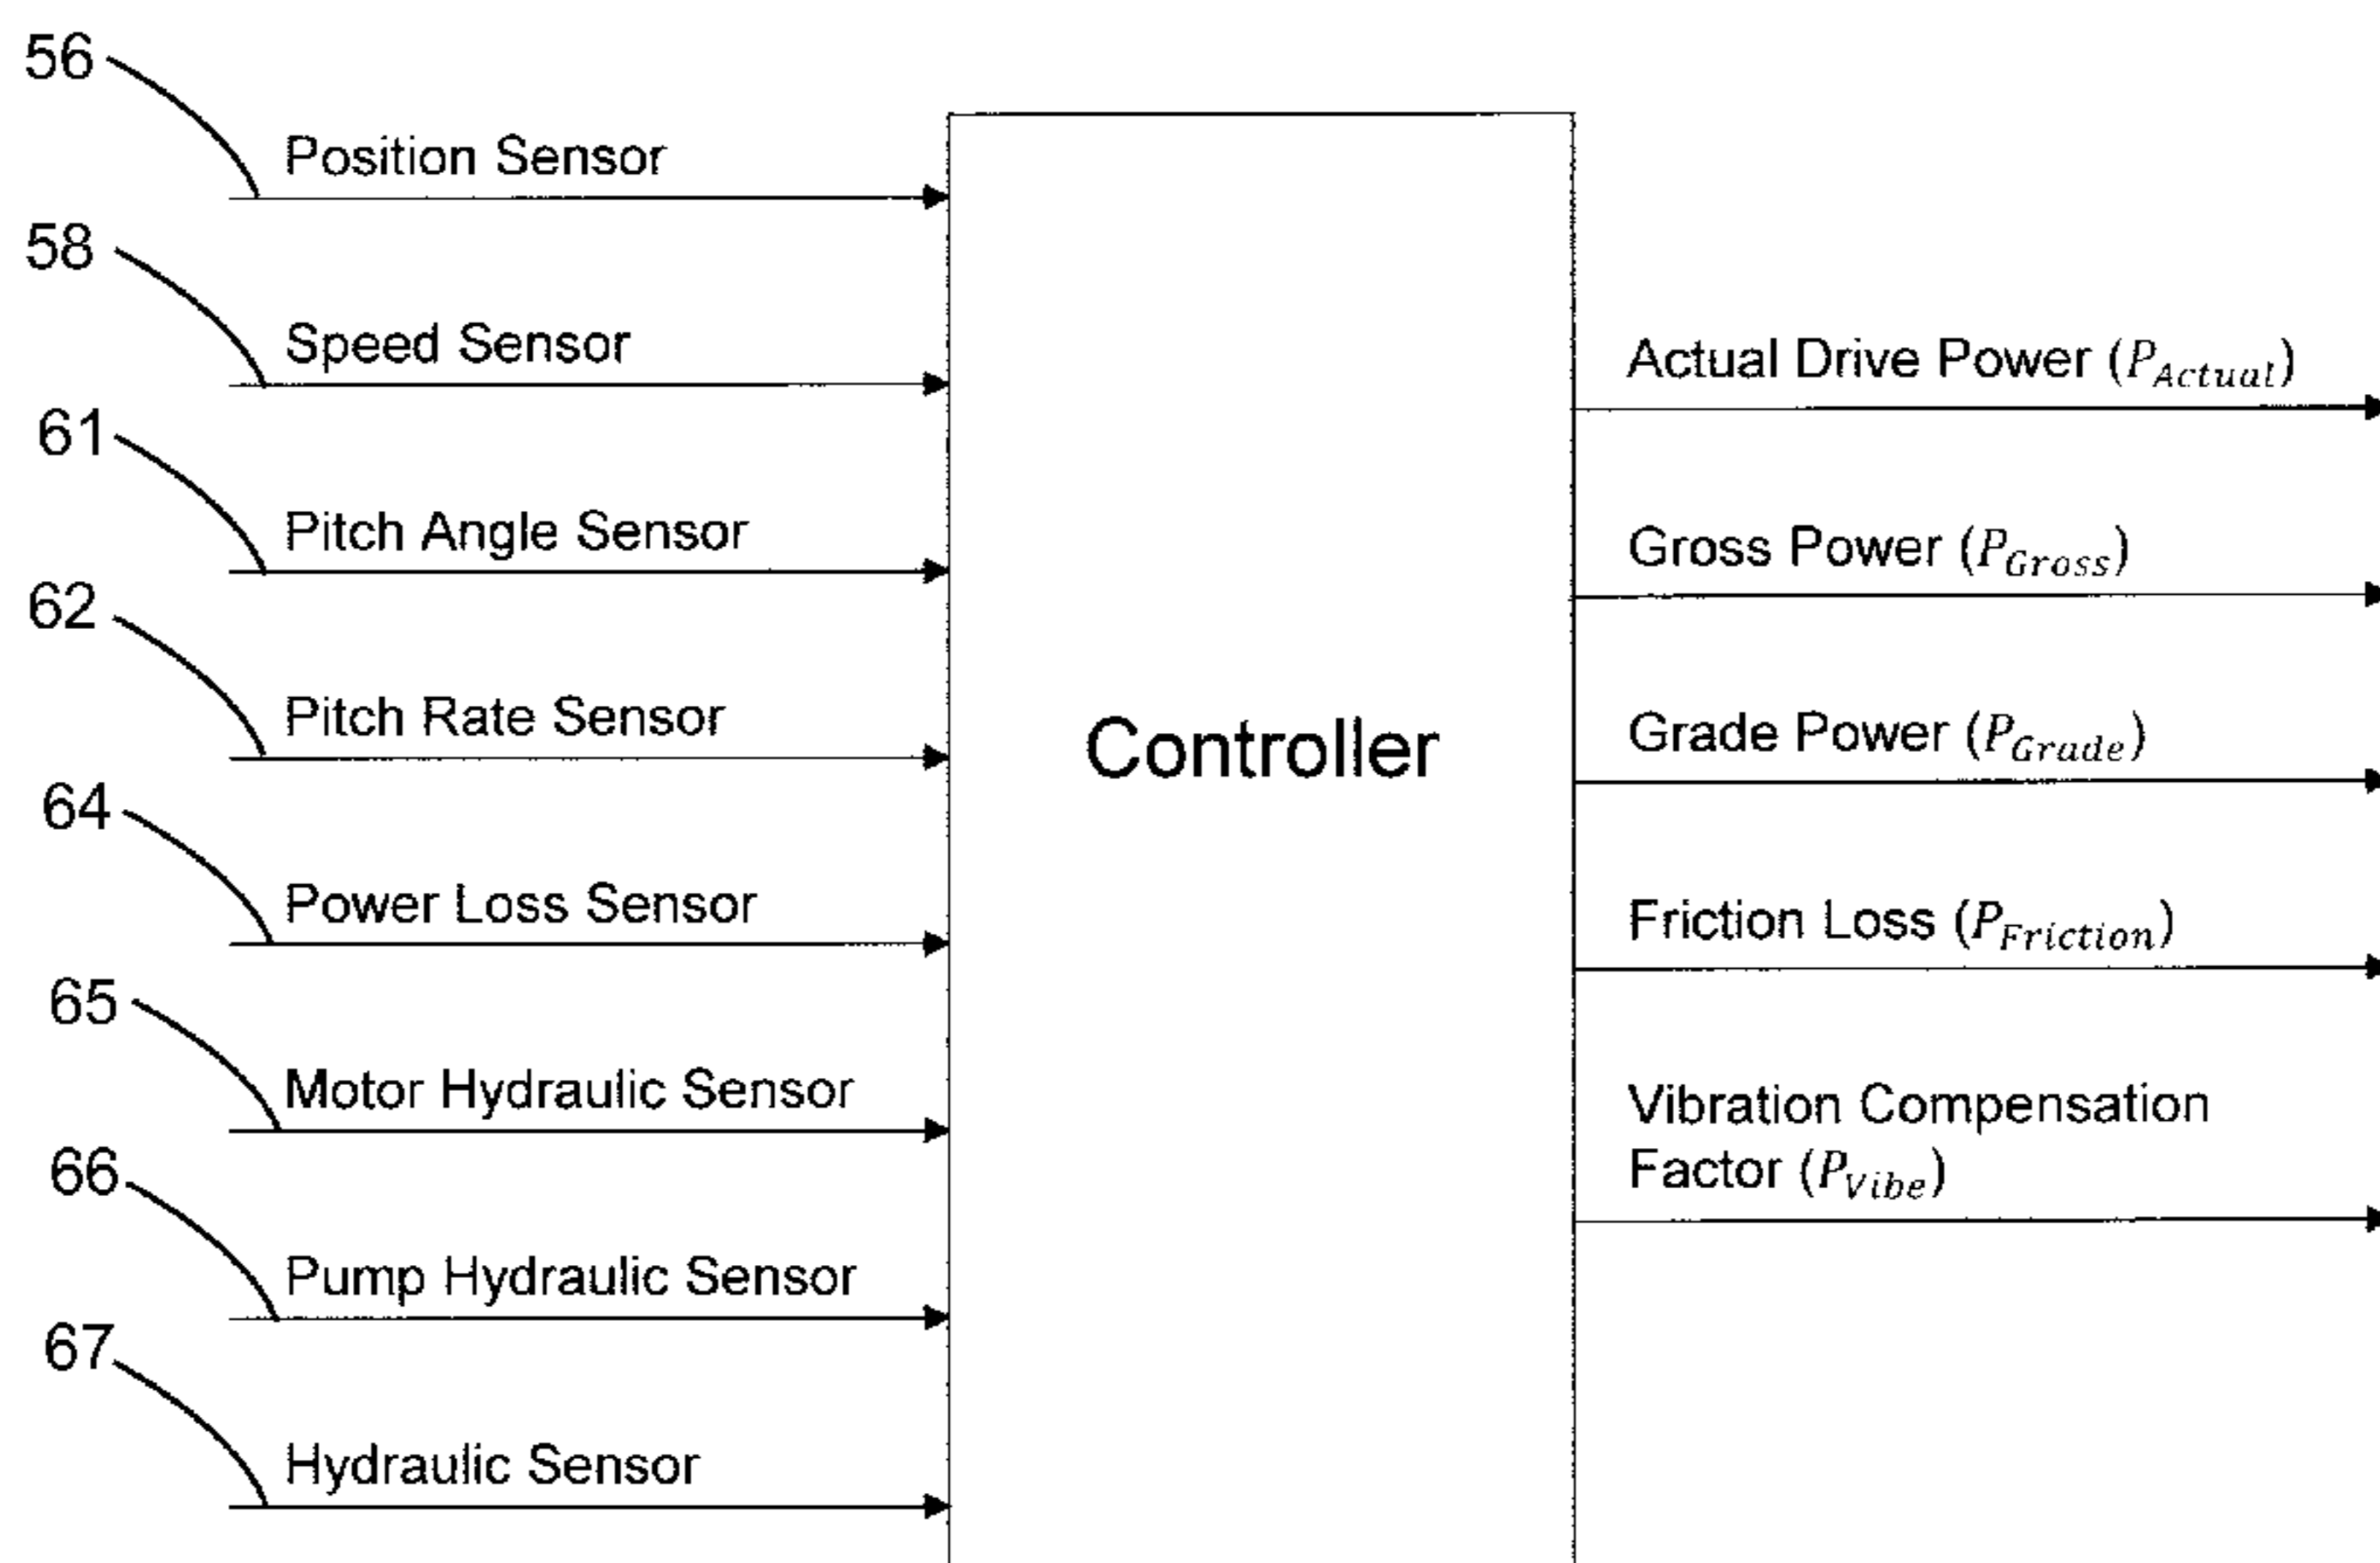 56
Position Sensor
58
Speed Sensor
61
Pitch Angle Sensor
62
Pitch Rate Sensor
64
Power Loss Sensor
65
Motor Hydraulic Sensor
66
Pump Hydraulic Sensor
67
Hydraulic Sensor
Controller
Actual Drive Power (P_Actual)
Gross Power (P_Gross)
Grade Power (P_Grade)
Friction Loss (P_Friction)
Vibration Compensation
Factor (P_Vibe)